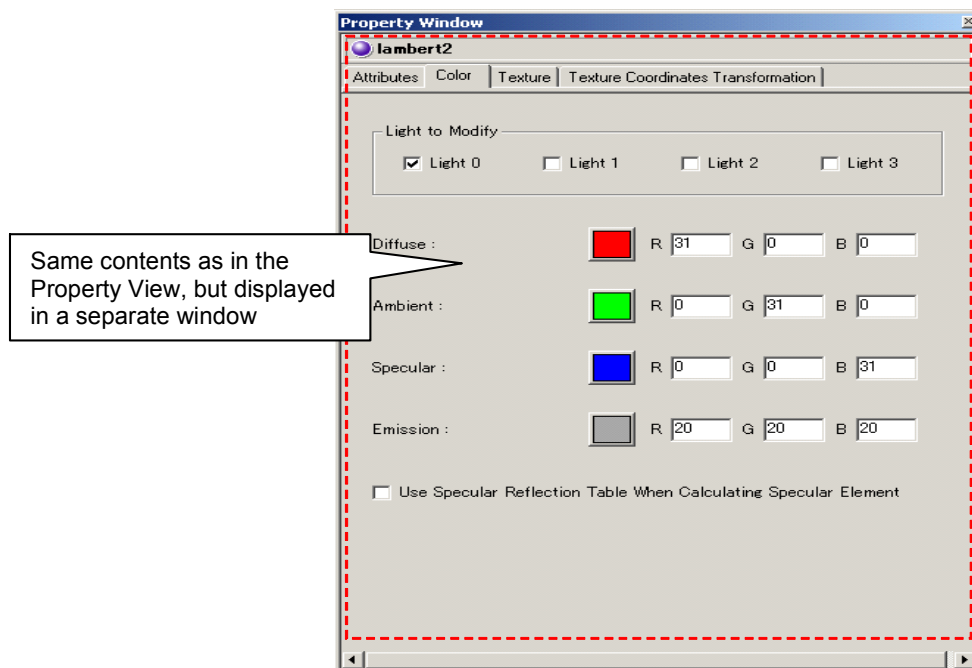 Property Window
lambert2
Attributes Color Texture Texture Coordinates Transformation
Light to Modify
Light 0 Light 1 Light 2 Light 3
Diffuse : R 31 G 0 B 0
Same contents as in the
Property View, but displayed
in a separate window
Ambient : R 0 G 31 B 0
Specular : R 0 G 0 B 31
Emission : R 20 G 20 B 20
Use Specular Reflection Table When Calculating Specular Element